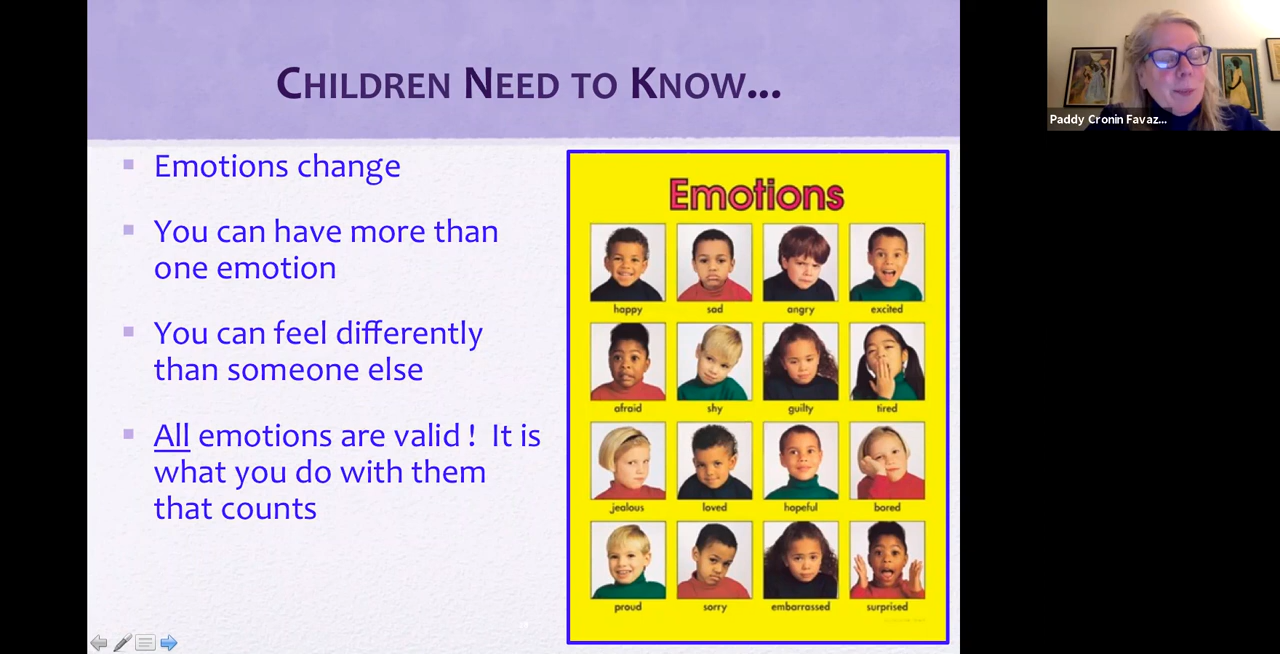 CHILDREN NEED TO KNOW...
Emotions change
You can have more than
one emotion
You can feel differently
than someone else
All emotions are valid ! It is
what you do with them
that counts
Emotions
happy sad angry excited
afraid shy guilty tired
jealous loved hopeful bored
proud sorry embarrassed surprised
Paddy Cronin Favaz...